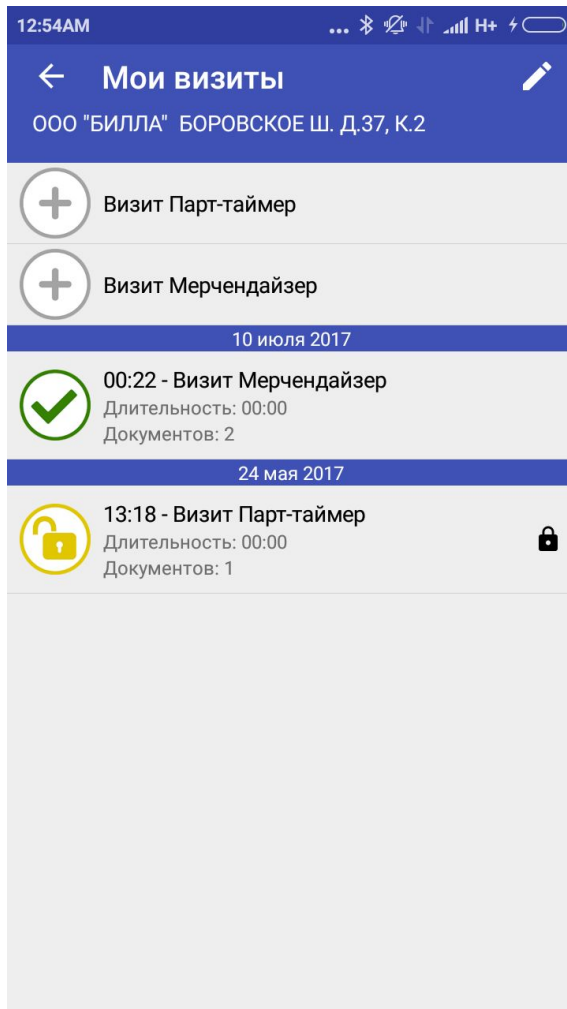 12:54AM ... H+
Мои визиты
ООО "БИЛЛА" БОРОВСКОЕ Ш. Д.37, К.2
Визит Парт-таймер
Визит Мерчендайзер
10 июля 2017
00:22 - Визит Мерчендайзер
Длительность: 00:00
Документов: 2
24 мая 2017
13:18 - Визит Парт-таймер
Длительность: 00:00
Документов: 1